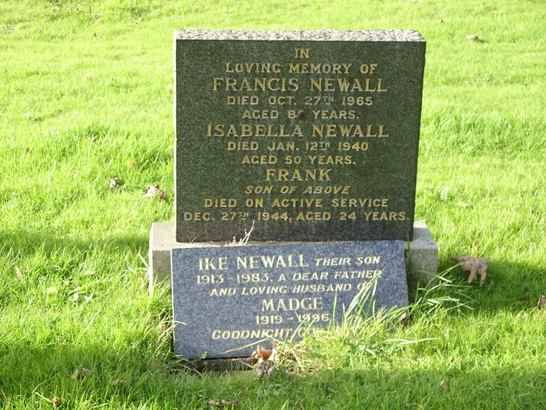 IN
LOVING MEMORY OF
FRANCIS NEWALL
DIED OCT. 27TH 1965
AGED YEARS.
ISABELLA NEWALL
DIED JAN. 12TH 1940
AGED 50 YEARS.
FRANK
SON OF ABOVE
DIED ON ACTIVE SERVICE
DEC. 27TH 1944, AGED 24 YEARS.
IKE NEWALL THEIR SON
1913 - 1983, A DEAR FATHER
AND LOVING HUSBAND OF
MADGE
1919 - 1996
GOODNIGHT